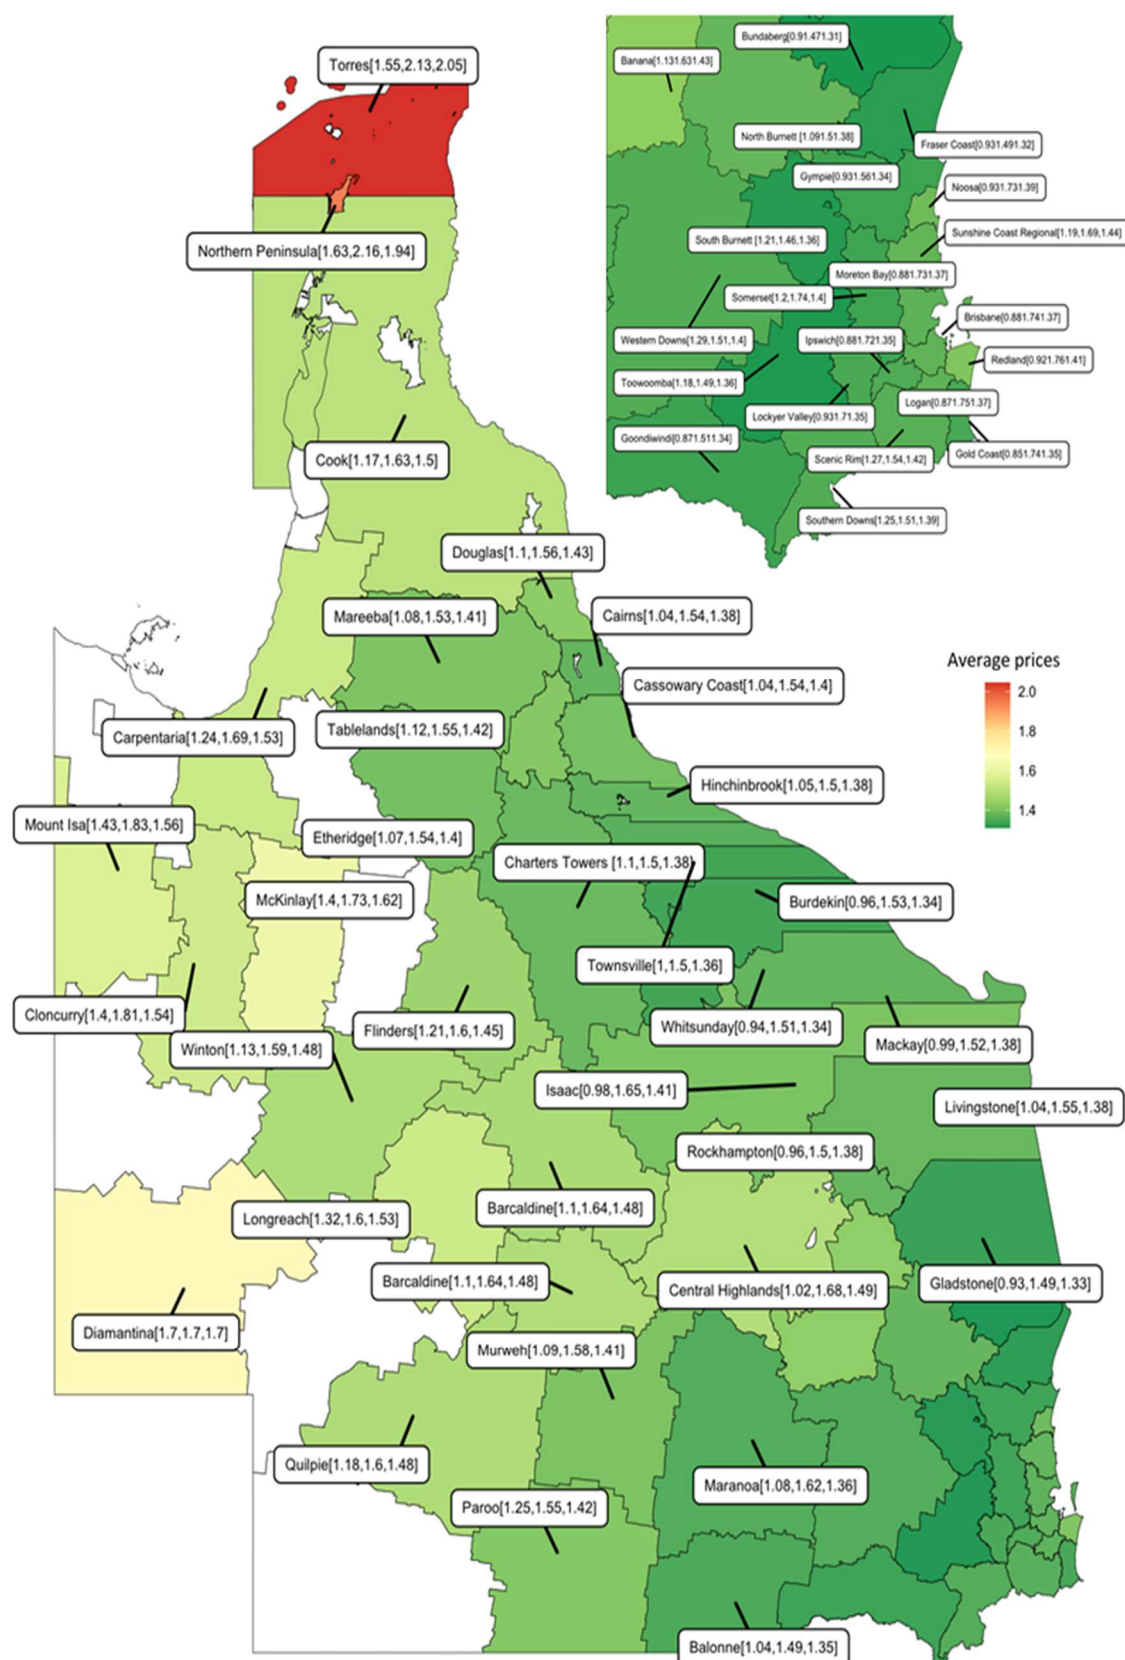 Torres[1.55,2.13,2.05]
Northern Peninsula[1.63,2.16,1.94]
Cook[1.17,1.63,1.5]
Douglas[1.1,1.56,1.43]
Mareeba[1.08,1.53,1.41]
Cairns[1.04,1.54,1.38]
Cassowary Coast[1.04,1.54,1.4]
Carpentaria[1.24,1.69,1.53]
Tablelands[1.12,1.55,1.42]
Hinchinbrook[1.05,1.5,1.38]
Mount Isa[1.43,1.83,1.56]
Etheridge[1.07,1.54,1.4]
Charters Towers [1.1,1.5,1.38]
McKinlay[1.4,1.73,1.62]
Burdekin[0.96,1.53,1.34]
Townsville[1,1.5,1.36]
Cloncurry[1.4,1.81,1.54]
Flinders[1.21,1.6,1.45]
Whitsunday[0.94,1.51,1.34]
Winton[1.13,1.59,1.48]
Mackay[0.99,1.52,1.38]
Isaac[0.98,1.65,1.41]
Livingstone[1.04,1.55,1.38]
Rockhampton[0.96,1.5,1.38]
Longreach[1.32,1.6,1.53]
Barcaldine[1.1,1.64,1.48]
Barcaldine[1.1,1.64,1.48]
Central Highlands[1.02,1.68,1.49]
Gladstone[0.93,1.49,1.33]
Diamantina[1.7,1.7,1.7]
Murweh[1.09,1.58,1.41]
Quilpie[1.18,1.6,1.48]
Maranoa[1.08,1.62,1.36]
Paroo[1.25,1.55,1.42]
Balonne[1.04,1.49,1.35]
Bundaberg[0.91.471.31]
Banana[1.131.631.43]
North Burnett [1.091.51.38]
Fraser Coast[0.931.491.32]
Gympie[0.931.561.34]
Noosa[0.931.731.39]
South Burnett [1.21,1.46,1.36]
Sunshine Coast Regional[1.19,1.69,1.44]
Moreton Bay[0.881.731.37]
Somerset[1.2,1.74,1.4]
Brisbane[0.881.741.37]
Western Downs[1.29,1.51,1.4]
Ipswich[0.881.721.35]
Redland[0.921.761.41]
Toowoomba[1.18,1.49,1.36]
Logan[0.871.751.37]
Lockyer Valley[0.931.71.35]
Goondiwindi[0.871.511.34]
Scenic Rim[1.27,1.54,1.42]
Gold Coast[0.851.741.35]
Southern Downs[1.25,1.51,1.39]
Average prices
2.0
1.8
1.6
1.4